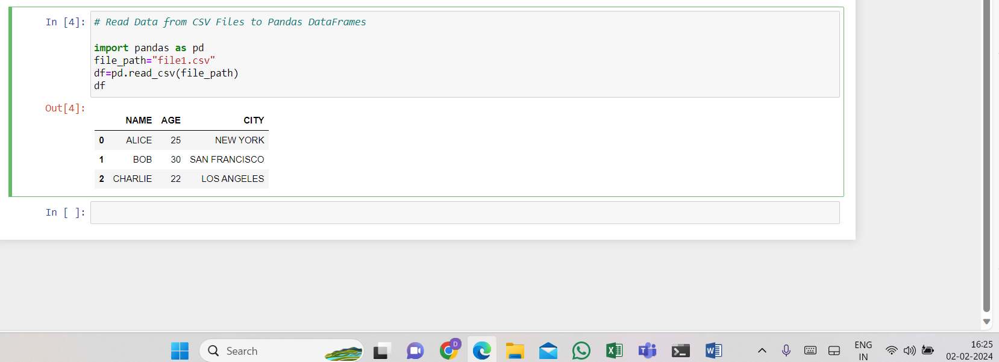 In [4]: # Read Data from CSV Files to Pandas DataFrames
import pandas as pd
file_path="file1.csv"
df=pd.read_csv(file_path)
df
Out[4]:
NAME AGE CITY
0 ALICE 25 NEW YORK
1 BOB 30 SAN FRANCISCO
2 CHARLIE 22 LOS ANGELES
In [ ]:
Search
D
ENG
IN
16:25
02-02-2024